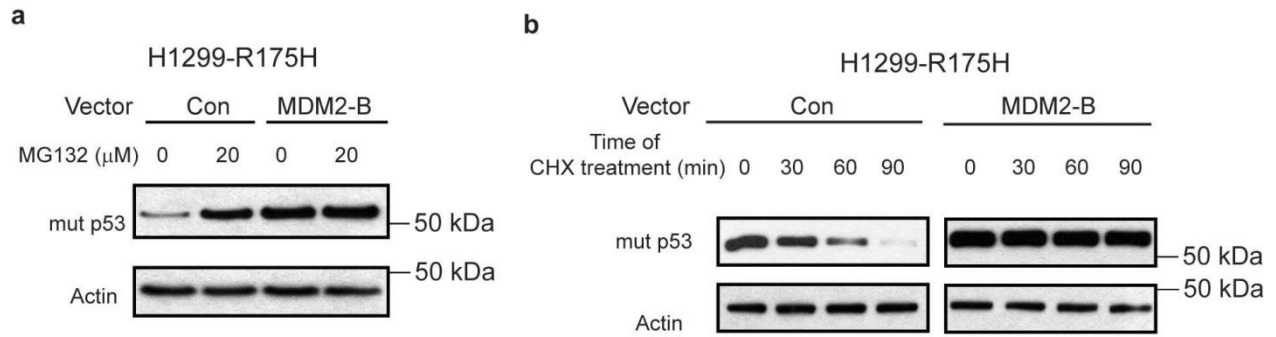 a
H1299-R175H
Vector Con MDM2-B
MG132 (μM) 0 20 0 20
mut p53
50 kDa
50 kDa
Actin
b
H1299-R175H
Vector Con MDM2-B
Time of
CHX treatment (min) 0 30 60 90 0 30 60 90
mut p53
50 kDa
50 kDa
Actin